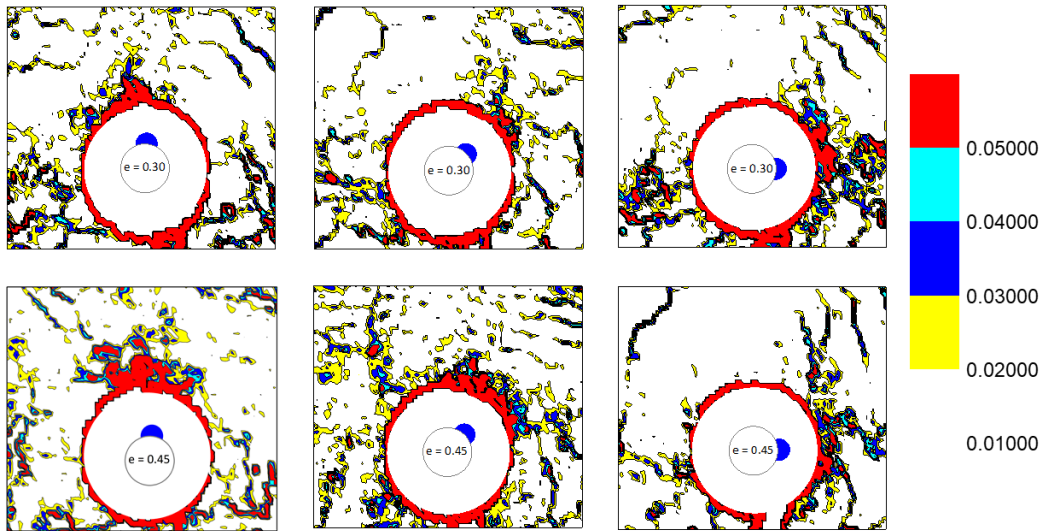 e = 0.30
e = 0.30
e = 0.30
e = 0.45
e = 0.45
e = 0.45
0.05000
0.04000
0.03000
0.02000
0.01000